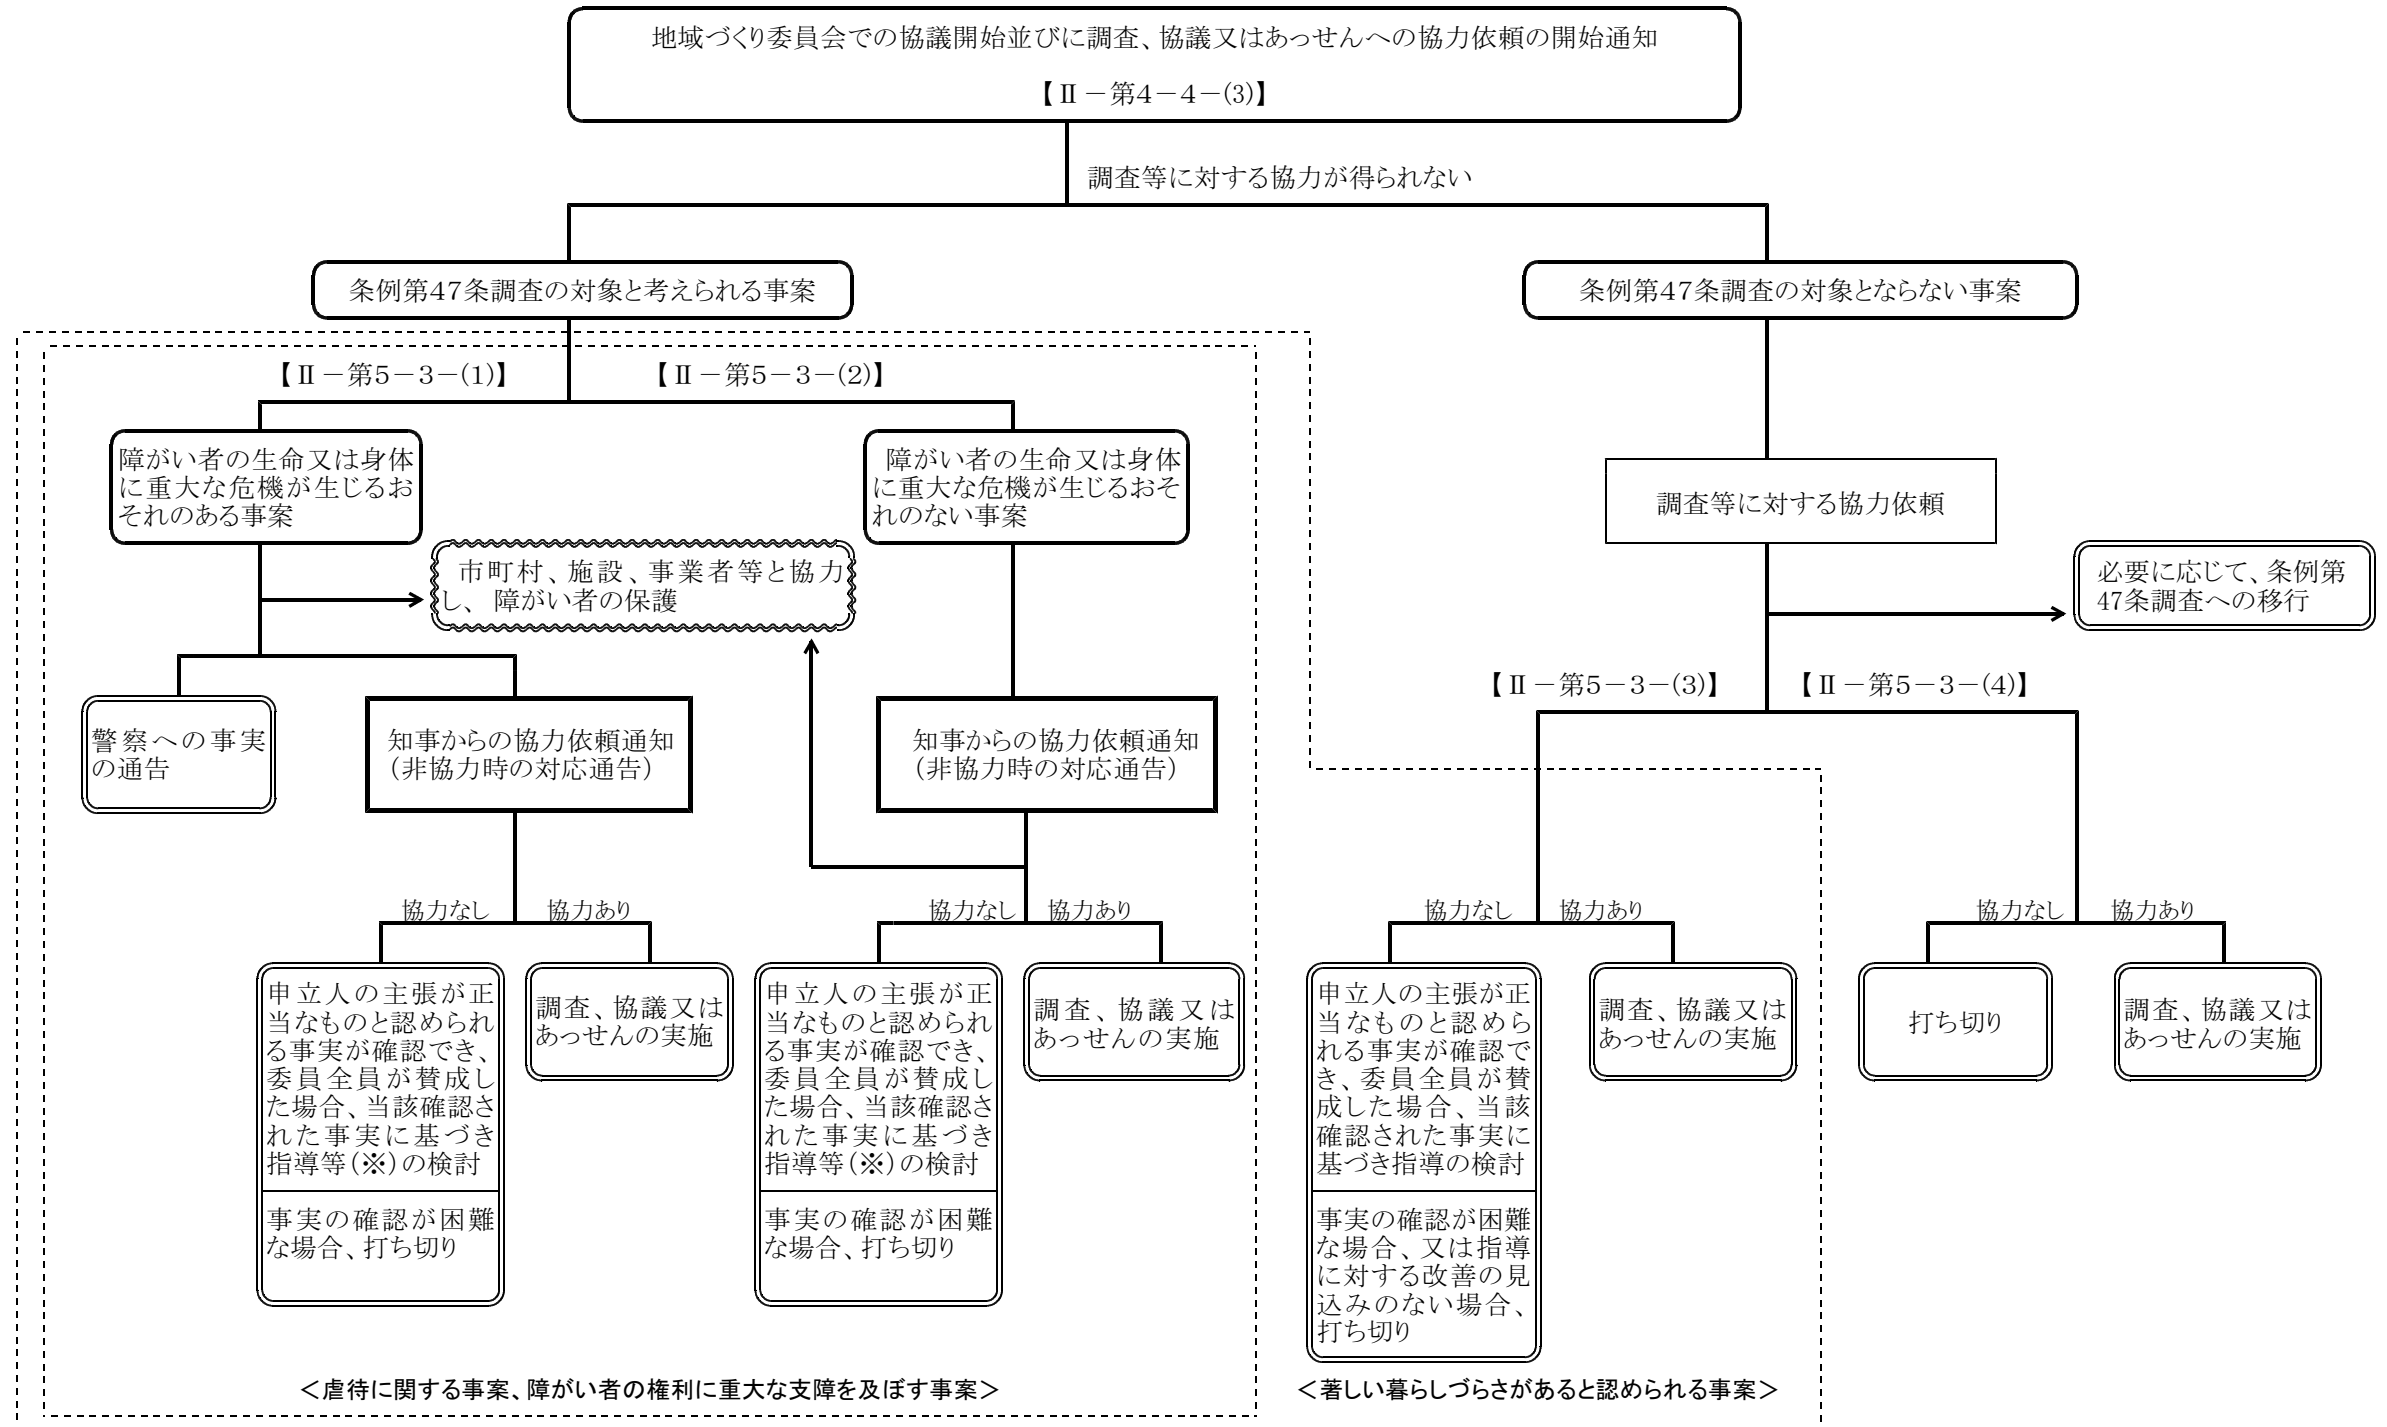 地域づくり委員会での協議開始並びに調査、協議又はあっせんへの協力依頼の開始通知
【Ⅱ－第４－４－(3)】
調査等に対する協力が得られない
条例第４７条調査の対象と考えられる事案
条例第４７条調査の対象とならない事案
【Ⅱ－第５－３－(1)】
【Ⅱ－第５－３－(2)】
障がい者の生命又は身体
に重大な危機が生じるお
それのある事案
障がい者の生命又は身体
に重大な危機が生じるおそ
れのない事案
調査等に対する協力依頼
市町村、施設、事業者等と協力
し、障がい者の保護
必要に応じて、条例第
47条調査への移行
【Ⅱ－第５－３－(3)】
【Ⅱ－第５－３－(4)】
警察への事実
の通告
知事からの協力依頼通知
（非協力時の対応通告）
知事からの協力依頼通知
（非協力時の対応通告）
協力なし
協力あり
協力なし
協力あり
協力なし
協力あり
協力なし
協力あり
申立人の主張が正
当なものと認められ
る事実が確認でき、
委員全員が賛成し
た場合、当該確認さ
れた事実に基づき
指導等（※）の検討
事実の確認が困難
な場合、打ち切り
調査、協議又は
あっせんの実施
申立人の主張が正
当なものと認められ
る事実が確認でき、
委員全員が賛成し
た場合、当該確認さ
れた事実に基づき
指導等（※）の検討
事実の確認が困難
な場合、打ち切り
調査、協議又は
あっせんの実施
申立人の主張が正
当なものと認めら
れる事実が確認で
き、委員全員が賛
成した場合、当該
確認された事実に
基づき指導の検討
事実の確認が困難
な場合、又は指導
に対する改善の見
込みのない場合、
打ち切り
調査、協議又は
あっせんの実施
打ち切り
調査、協議又は
あっせんの実施
＜虐待に関する事案、障がい者の権利に重大な支障を及ぼす事案＞
＜著しい暮らしづらさがあると認められる事案＞